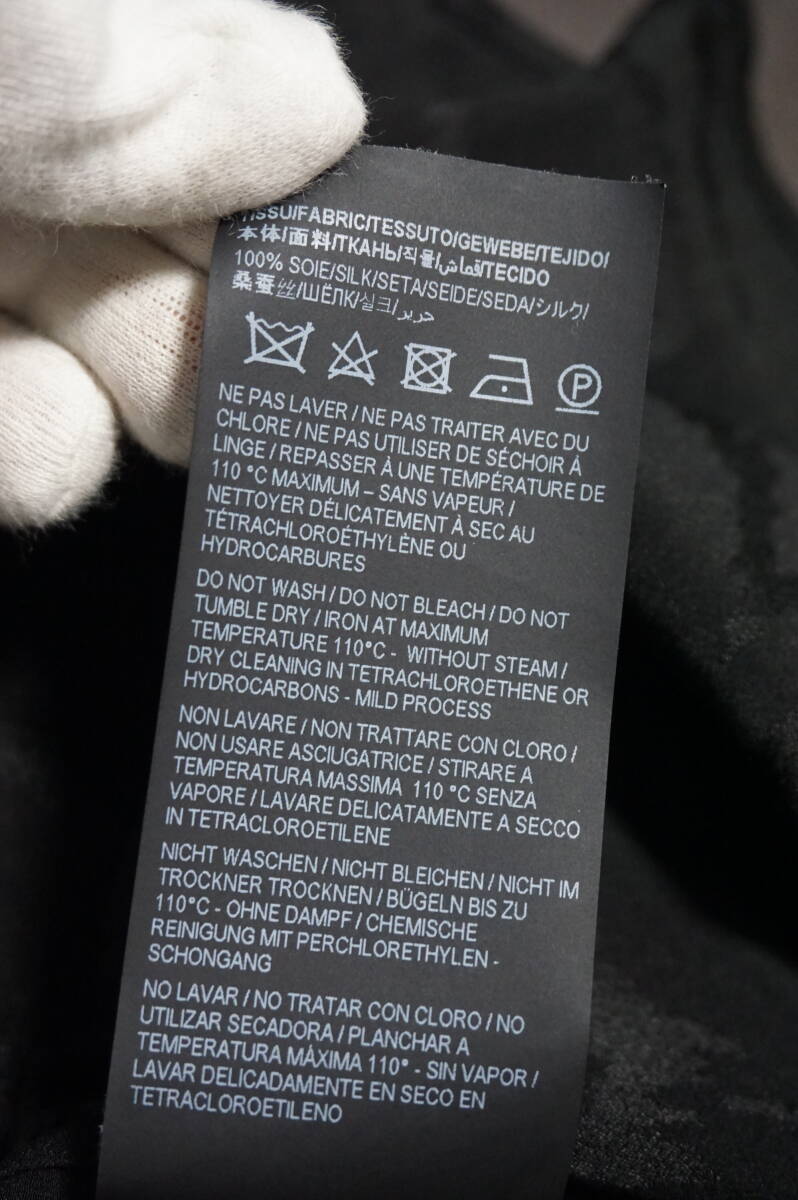 TISSU/FABRIC/TESSUTO/GEWEBE/TEJIDO/
本体/面料/ТКАНЬ/직물/قماش/TECIDO
100% SOIE/SILK/SETA/SEIDE/SEDA/シルク/
桑蚕丝/ШЁЛК/실크/حرير
P
NE PAS LAVER / NE PAS TRAITER AVEC DU
CHLORE / NE PAS UTILISER DE SÉCHOIR À
LINGE / REPASSER À UNE TEMPÉRATURE DE
110 °C MAXIMUM – SANS VAPEUR /
NETTOYER DÉLICATEMENT À SEC AU
TÉTRACHLOROÉTHYLÈNE OU
HYDROCARBURES
DO NOT WASH / DO NOT BLEACH / DO NOT
TUMBLE DRY / IRON AT MAXIMUM
TEMPERATURE 110°C - WITHOUT STEAM /
DRY CLEANING IN TETRACHLOROETHENE OR
HYDROCARBONS - MILD PROCESS
NON LAVARE / NON TRATTARE CON CLORO /
NON USARE ASCIUGATRICE / STIRARE A
TEMPERATURA MASSIMA 110 °C SENZA
VAPORE / LAVARE DELICATAMENTE A SECCO
IN TETRACLOROETILENE
NICHT WASCHEN / NICHT BLEICHEN / NICHT IM
TROCKNER TROCKNEN / BÜGELN BIS ZU
110°C - OHNE DAMPF / CHEMISCHE
REINIGUNG MIT PERCHLORETHYLEN -
SCHONGANG
NO LAVAR / NO TRATAR CON CLORO / NO
UTILIZAR SECADORA / PLANCHAR A
TEMPERATURA MÁXIMA 110° - SIN VAPOR /
LAVAR DELICADAMENTE EN SECO EN
TETRACLOROETILENO